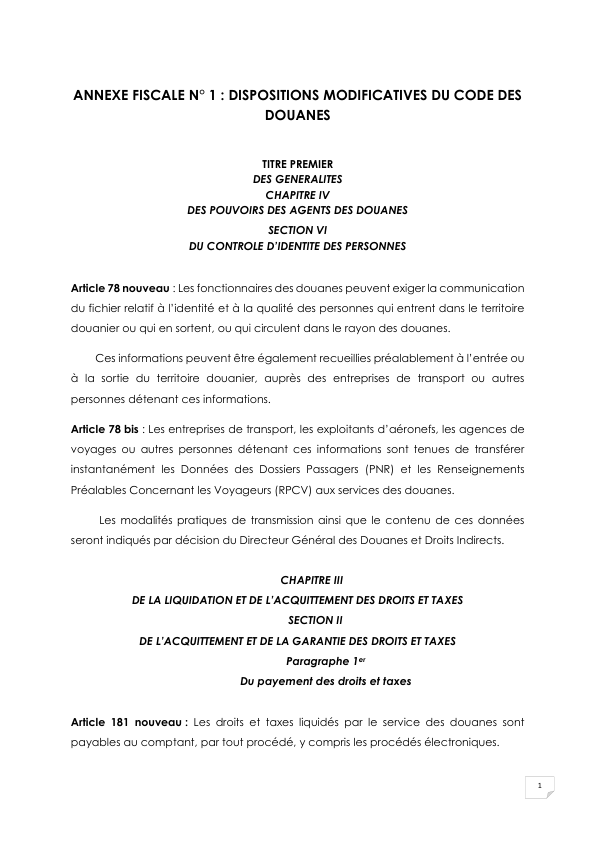 ANNEXE FISCALE N° 1 : DISPOSITIONS MODIFICATIVES DU CODE DES
DOUANES
TITRE PREMIER
DES GENERALITES
CHAPITRE IV
DES POUVOIRS DES AGENTS DES DOUANES
SECTION VI
DU CONTROLE D'IDENTITE DES PERSONNES
Article 78 nouveau : Les fonctionnaires des douanes peuvent exiger la communication
du fichier relatif à l'identité et à la qualité des personnes qui entrent dans le territoire
douanier ou qui en sortent, ou qui circulent dans le rayon des douanes.
Ces informations peuvent être également recueillies préalablement à l'entrée ou
à la sortie du territoire douanier, auprès des entreprises de transport ou autres
personnes détenant ces informations.
Article 78 bis : Les entreprises de transport, les exploitants d'aéronefs, les agences de
voyages ou autres personnes détenant ces informations sont tenues de transférer
instantanément les Données des Dossiers Passagers (PNR) et les Renseignements
Préalables Concernant les Voyageurs (RPCV) aux services des douanes.
Les modalités pratiques de transmission ainsi que le contenu de ces données
seront indiqués par décision du Directeur Général des Douanes et Droits Indirects.
CHAPITRE III
DE LA LIQUIDATION ET DE L'ACQUITTEMENT DES DROITS ET TAXES
SECTION II
DE L'ACQUITTEMENT ET DE LA GARANTIE DES DROITS ET TAXES
Paragraphe 1er
Du payement des droits et taxes
Article 181 nouveau : Les droits et taxes liquidés par le service des douanes sont
payables au comptant, par tout procédé, y compris les procédés électroniques.
1